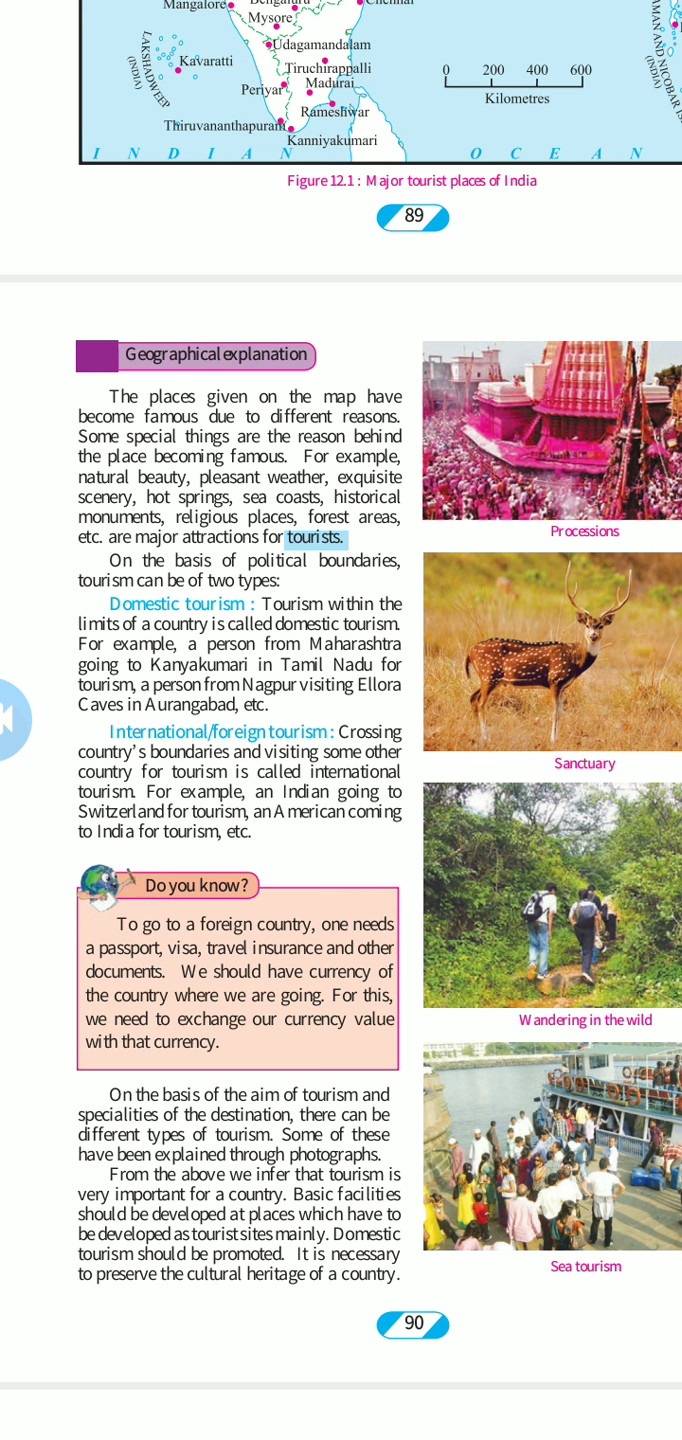 Mangalore
Mysore
Chennai
Udagamandalam
Tiruchirappalli
Kavaratti
LAKSHADWEEP
(INDIA)
Periyar
Madurai
Rameshwar
Thiruvananthapuram
Kanniyakumari
0 200 400 600
Kilometres
(INDIA)
I N D I A N O C E A N
Figure 12.1 : Major tourist places of India
89
Geographical explanation
The places given on the map have
become famous due to different reasons.
Some special things are the reason behind
the place becoming famous. For example,
natural beauty, pleasant weather, exquisite
scenery, hot springs, sea coasts, historical
monuments, religious places, forest areas,
etc. are major attractions for tourists.
On the basis of political boundaries,
tourism can be of two types:
Domestic tourism : Tourism within the
limits of a country is called domestic tourism.
For example, a person from Maharashtra
going to Kanyakumari in Tamil Nadu for
tourism, a person from Nagpur visiting Ellora
Caves in Aurangabad, etc.
International/foreign tourism : Crossing
country's boundaries and visiting some other
country for tourism is called international
tourism. For example, an Indian going to
Switzerland for tourism, an American coming
to India for tourism, etc.
Do you know?
To go to a foreign country, one needs
a passport, visa, travel insurance and other
documents. We should have currency of
the country where we are going. For this,
we need to exchange our currency value
with that currency.
On the basis of the aim of tourism and
specialities of the destination, there can be
different types of tourism. Some of these
have been explained through photographs.
From the above we infer that tourism is
very important for a country. Basic facilities
should be developed at places which have to
be developed as tourist sites mainly. Domestic
tourism should be promoted. It is necessary
to preserve the cultural heritage of a country.
Processions
Sanctuary
Wandering in the wild
Sea tourism
90